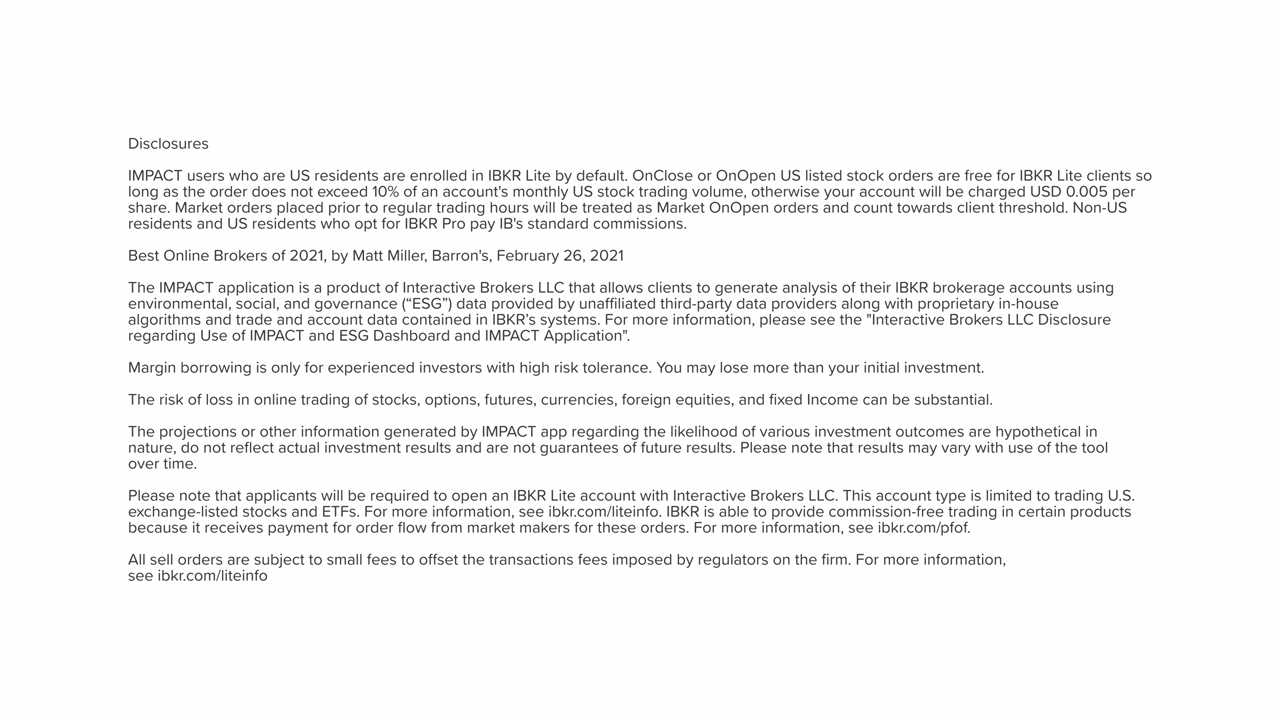 Disclosures
IMPACT users who are US residents are enrolled in IBKR Lite by default. OnClose or OnOpen US listed stock orders are free for IBKR Lite clients so
long as the order does not exceed 10% of an account's monthly US stock trading volume, otherwise your account will be charged USD 0.005 per
share. Market orders placed prior to regular trading hours will be treated as Market OnOpen orders and count towards client threshold. Non-US
residents and US residents who opt for IBKR Pro pay IB's standard commissions.
Best Online Brokers of 2021, by Matt Miller, Barron's, February 26, 2021
The IMPACT application is a product of Interactive Brokers LLC that allows clients to generate analysis of their IBKR brokerage accounts using
environmental, social, and governance (“ESG”) data provided by unaffiliated third-party data providers along with proprietary in-house
algorithms and trade and account data contained in IBKR’s systems. For more information, please see the "Interactive Brokers LLC Disclosure
regarding Use of IMPACT and ESG Dashboard and IMPACT Application".
Margin borrowing is only for experienced investors with high risk tolerance. You may lose more than your initial investment.
The risk of loss in online trading of stocks, options, futures, currencies, foreign equities, and fixed Income can be substantial.
The projections or other information generated by IMPACT app regarding the likelihood of various investment outcomes are hypothetical in
nature, do not reflect actual investment results and are not guarantees of future results. Please note that results may vary with use of the tool
over time.
Please note that applicants will be required to open an IBKR Lite account with Interactive Brokers LLC. This account type is limited to trading U.S.
exchange-listed stocks and ETFs. For more information, see ibkr.com/liteinfo. IBKR is able to provide commission-free trading in certain products
because it receives payment for order flow from market makers for these orders. For more information, see ibkr.com/pfof.
All sell orders are subject to small fees to offset the transactions fees imposed by regulators on the firm. For more information,
see ibkr.com/liteinfo